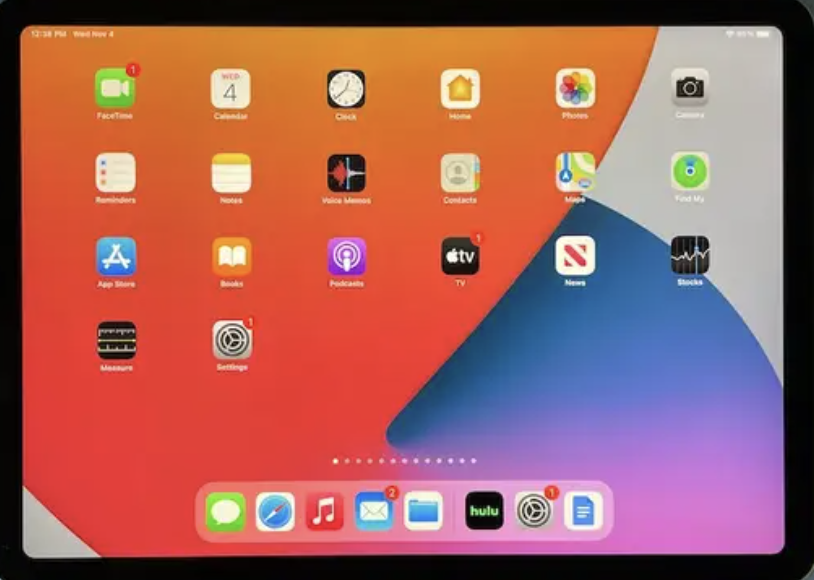 12:38 PM Wed Nov 4
1
WED
4
FaceTime Calendar Clock Home Photos Camera
Reminders Notes Voice Memos Contacts Maps Find My
tv
1
N
App Store Books Podcasts TV News Stocks
1
Measure Settings
2
hulu
1